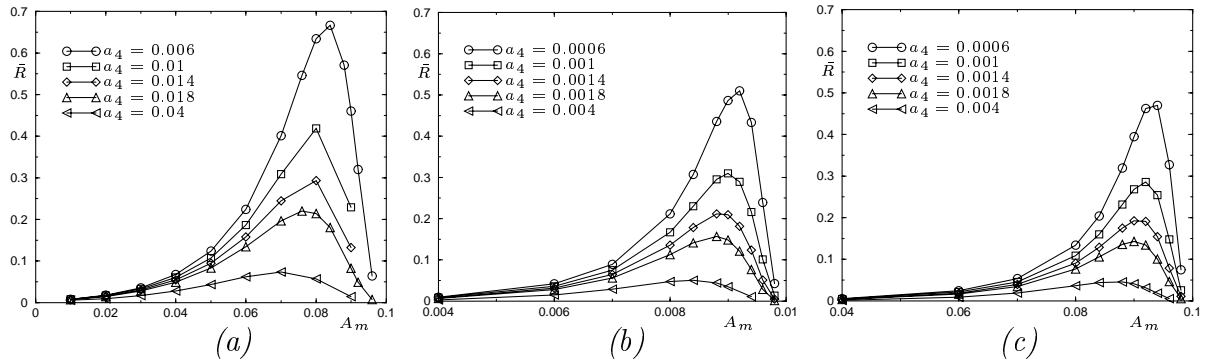 0.7
0.6
0.5
0.4
0.3
0.2
0.1
0
R̄
a₄ = 0.006
a₄ = 0.01
a₄ = 0.014
a₄ = 0.018
a₄ = 0.04
0 0.02 0.04 0.06 0.08 0.1
A_m
(a)
0.7
0.6
0.5
0.4
0.3
0.2
0.1
0
R̄
a₄ = 0.0006
a₄ = 0.001
a₄ = 0.0014
a₄ = 0.0018
a₄ = 0.004
0.004 0.006 0.008 0.01
A_m
(b)
0.7
0.6
0.5
0.4
0.3
0.2
0.1
0
R̄
a₄ = 0.0006
a₄ = 0.001
a₄ = 0.0014
a₄ = 0.0018
a₄ = 0.004
0.04 0.06 0.08 0.1
A_m
(c)